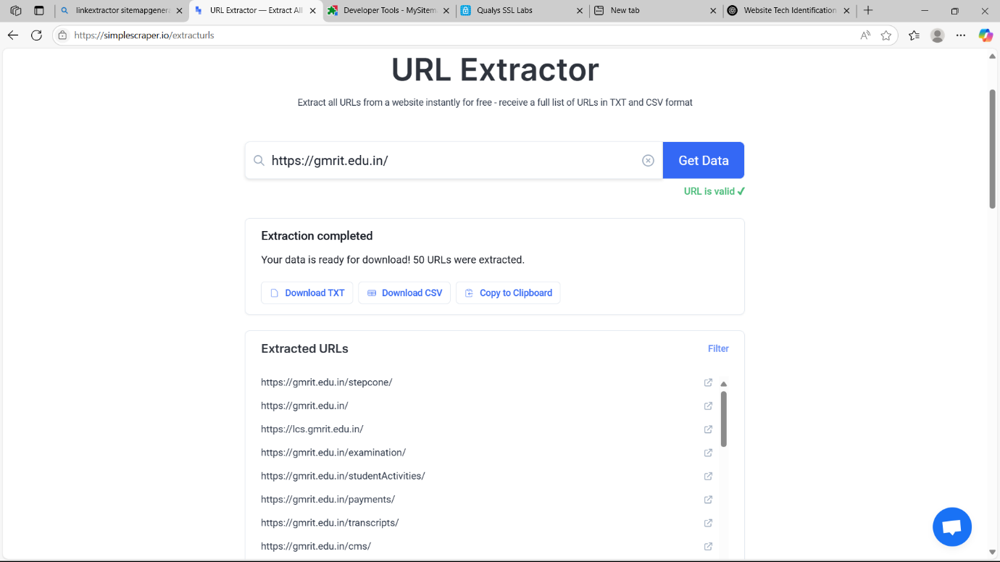 linkextractor sitemapgenera
URL Extractor — Extract All
Developer Tools - MySitem
Qualys SSL Labs
New tab
Website Tech Identification
https://simplescraper.io/extracturls
URL Extractor
Extract all URLs from a website instantly for free - receive a full list of URLs in TXT and CSV format
https://gmrit.edu.in/
Get Data
URL is valid ✓
Extraction completed
Your data is ready for download! 50 URLs were extracted.
Download TXT
Download CSV
Copy to Clipboard
Extracted URLs
Filter
https://gmrit.edu.in/stepcone/
https://gmrit.edu.in/
https://lcs.gmrit.edu.in/
https://gmrit.edu.in/examination/
https://gmrit.edu.in/studentActivities/
https://gmrit.edu.in/payments/
https://gmrit.edu.in/transcripts/
https://gmrit.edu.in/cms/